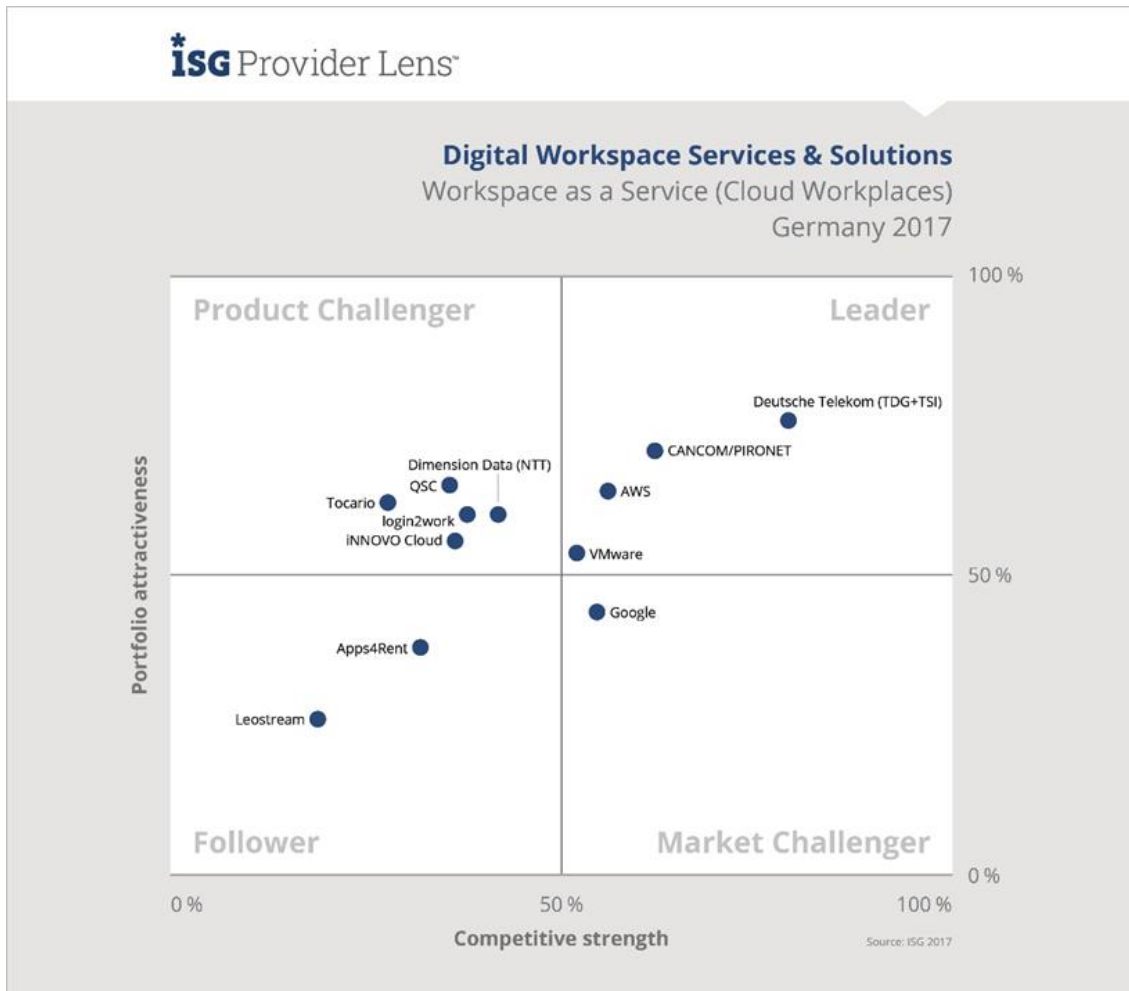 *
ISG Provider Lens™
Digital Workspace Services & Solutions
Workspace as a Service (Cloud Workplaces)
Germany 2017
100 %
Product Challenger
Leader
Deutsche Telekom (TDG+TSI)
CANCOM/PIRONET
Dimension Data (NTT)
QSC
AWS
Tocario
login2work
iNNOVO Cloud
VMware
50 %
Google
Apps4Rent
Leostream
Follower
Market Challenger
0 %
Portfolio attractiveness
0 %
50 %
100 %
Competitive strength
Source: ISG 2017